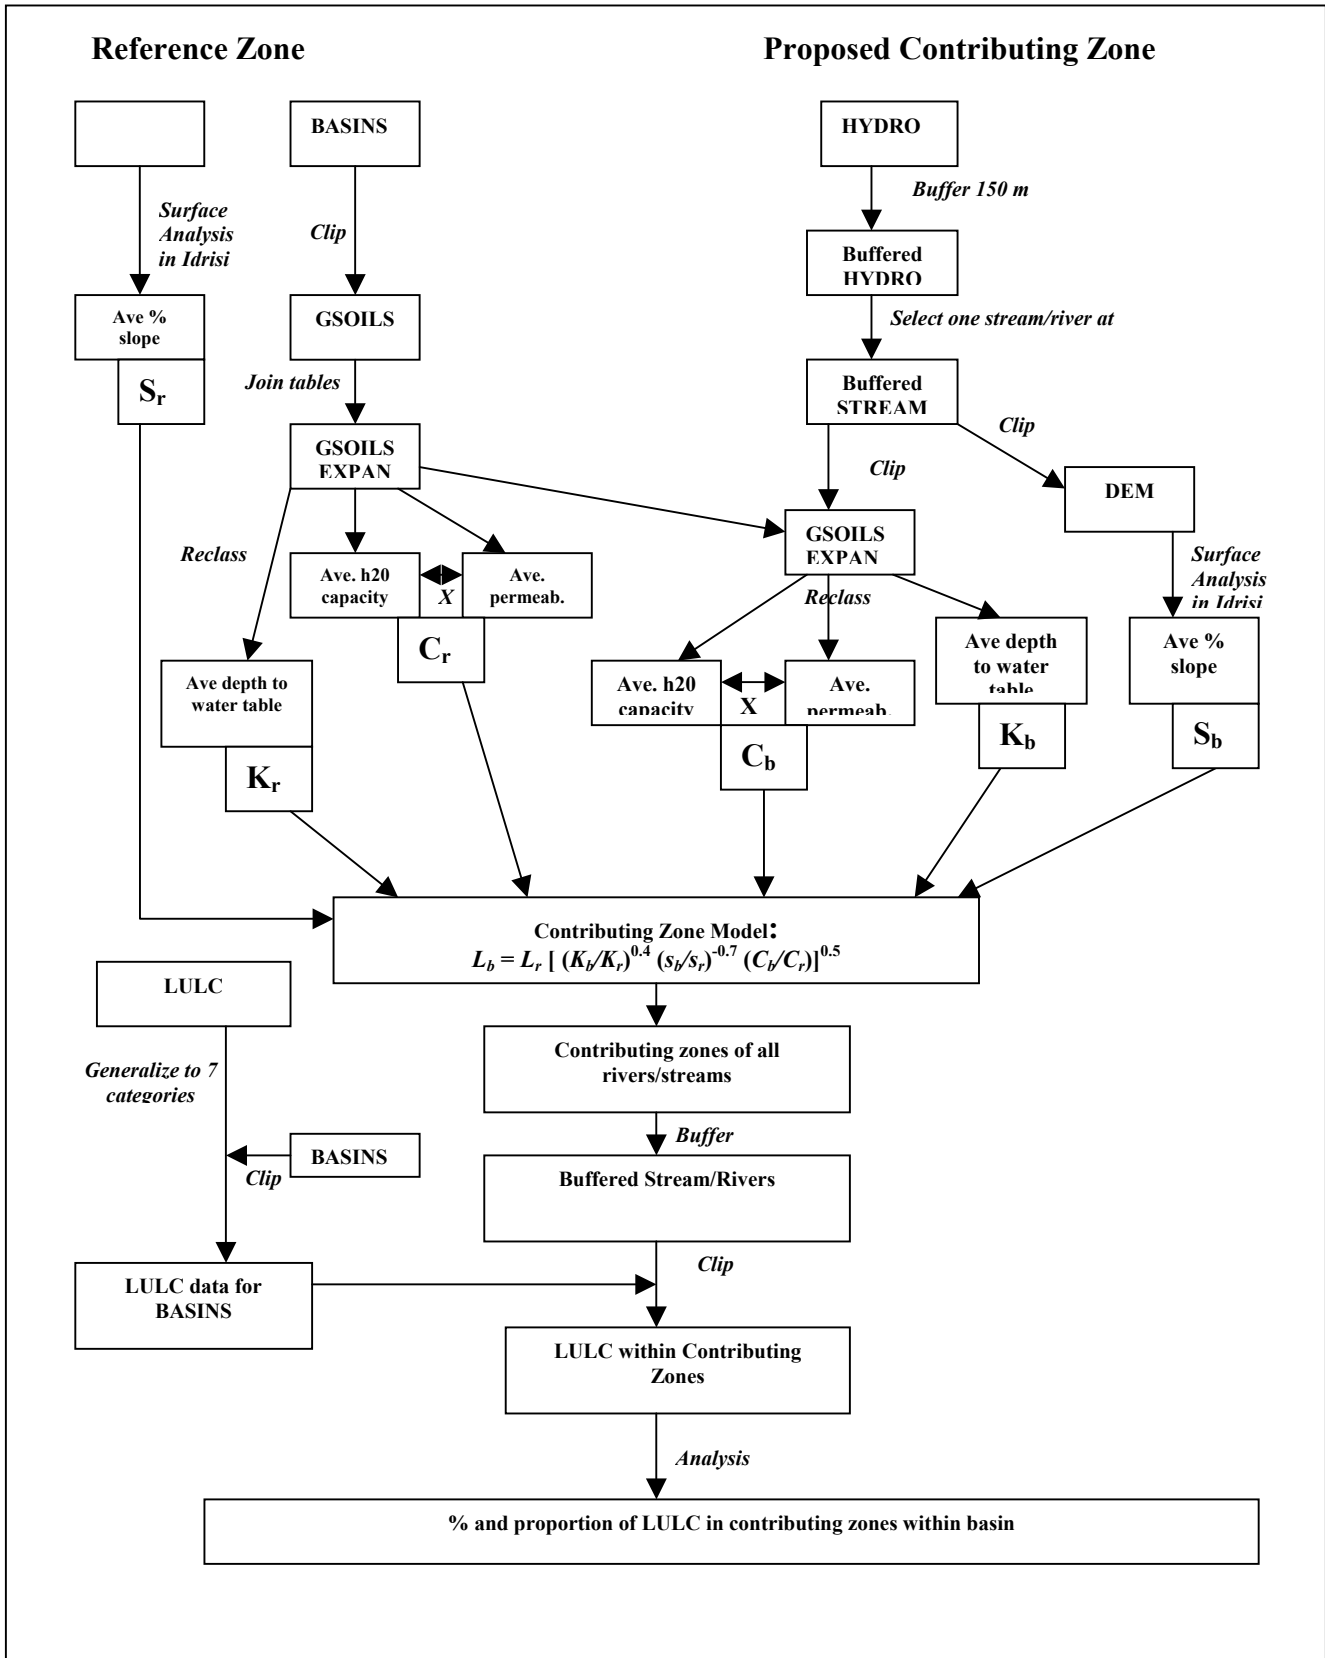 Reference Zone
Proposed Contributing Zone
BASINS
HYDRO
Surface
Analysis
in Idrisi
Clip
Buffer 150 m
Buffered
HYDRO
Ave %
slope
Sr
GSOILS
Select one stream/river at
Join tables
Buffered
STREAM
Clip
GSOILS
EXPAN
Clip
DEM
GSOILS
EXPAN
Reclass
Ave. h20
capacity
X
Ave.
permeab.
Cr
Surface
Analysis
in Idrisi
Reclass
Ave depth to
water table
Kr
Ave. h20
capacity
X
Ave.
permeab.
Cb
Ave depth
to water
table
Kb
Ave %
slope
Sb
Contributing Zone Model:
Lb = Lr [ (Kb/Kr)^0.4 (sb/sr)^-0.7 (Cb/Cr)]^0.5
LULC
Generalize to 7
categories
Contributing zones of all
rivers/streams
Buffer
BASINS
Clip
Buffered Stream/Rivers
Clip
LULC data for
BASINS
LULC within Contributing
Zones
Analysis
% and proportion of LULC in contributing zones within basin